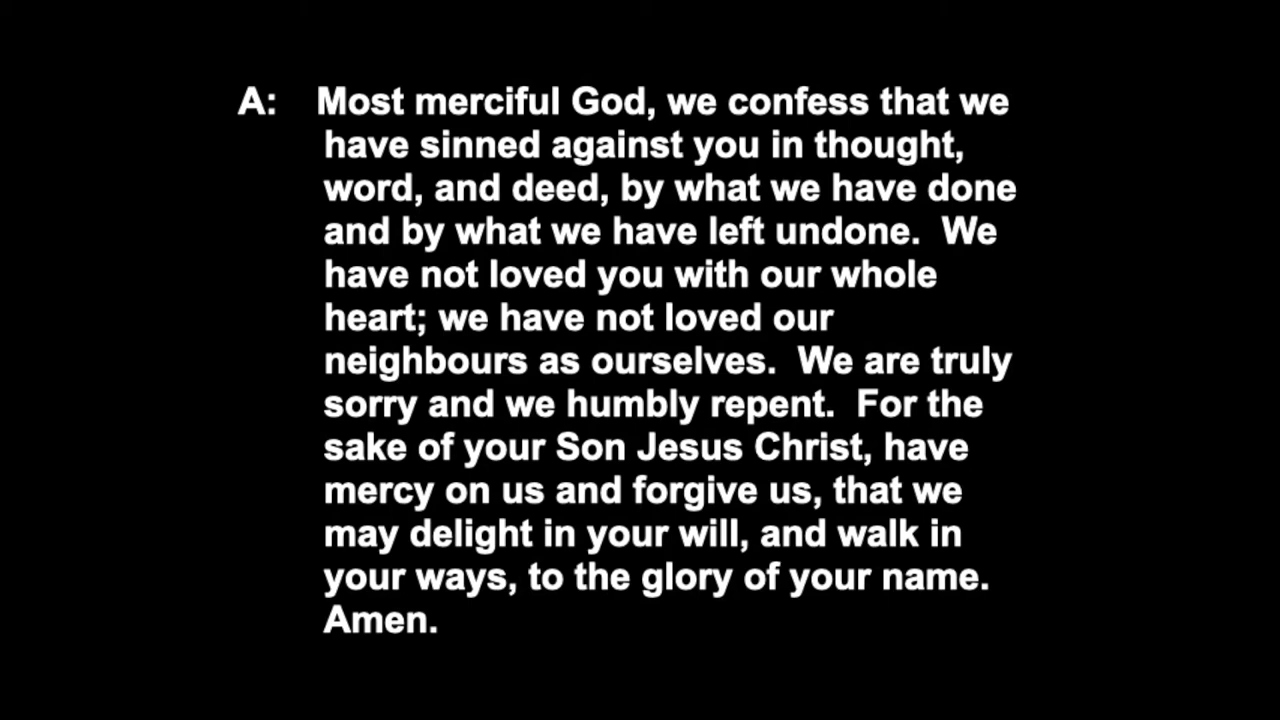 A: Most merciful God, we confess that we
have sinned against you in thought,
word, and deed, by what we have done
and by what we have left undone. We
have not loved you with our whole
heart; we have not loved our
neighbours as ourselves. We are truly
sorry and we humbly repent. For the
sake of your Son Jesus Christ, have
mercy on us and forgive us, that we
may delight in your will, and walk in
your ways, to the glory of your name.
Amen.